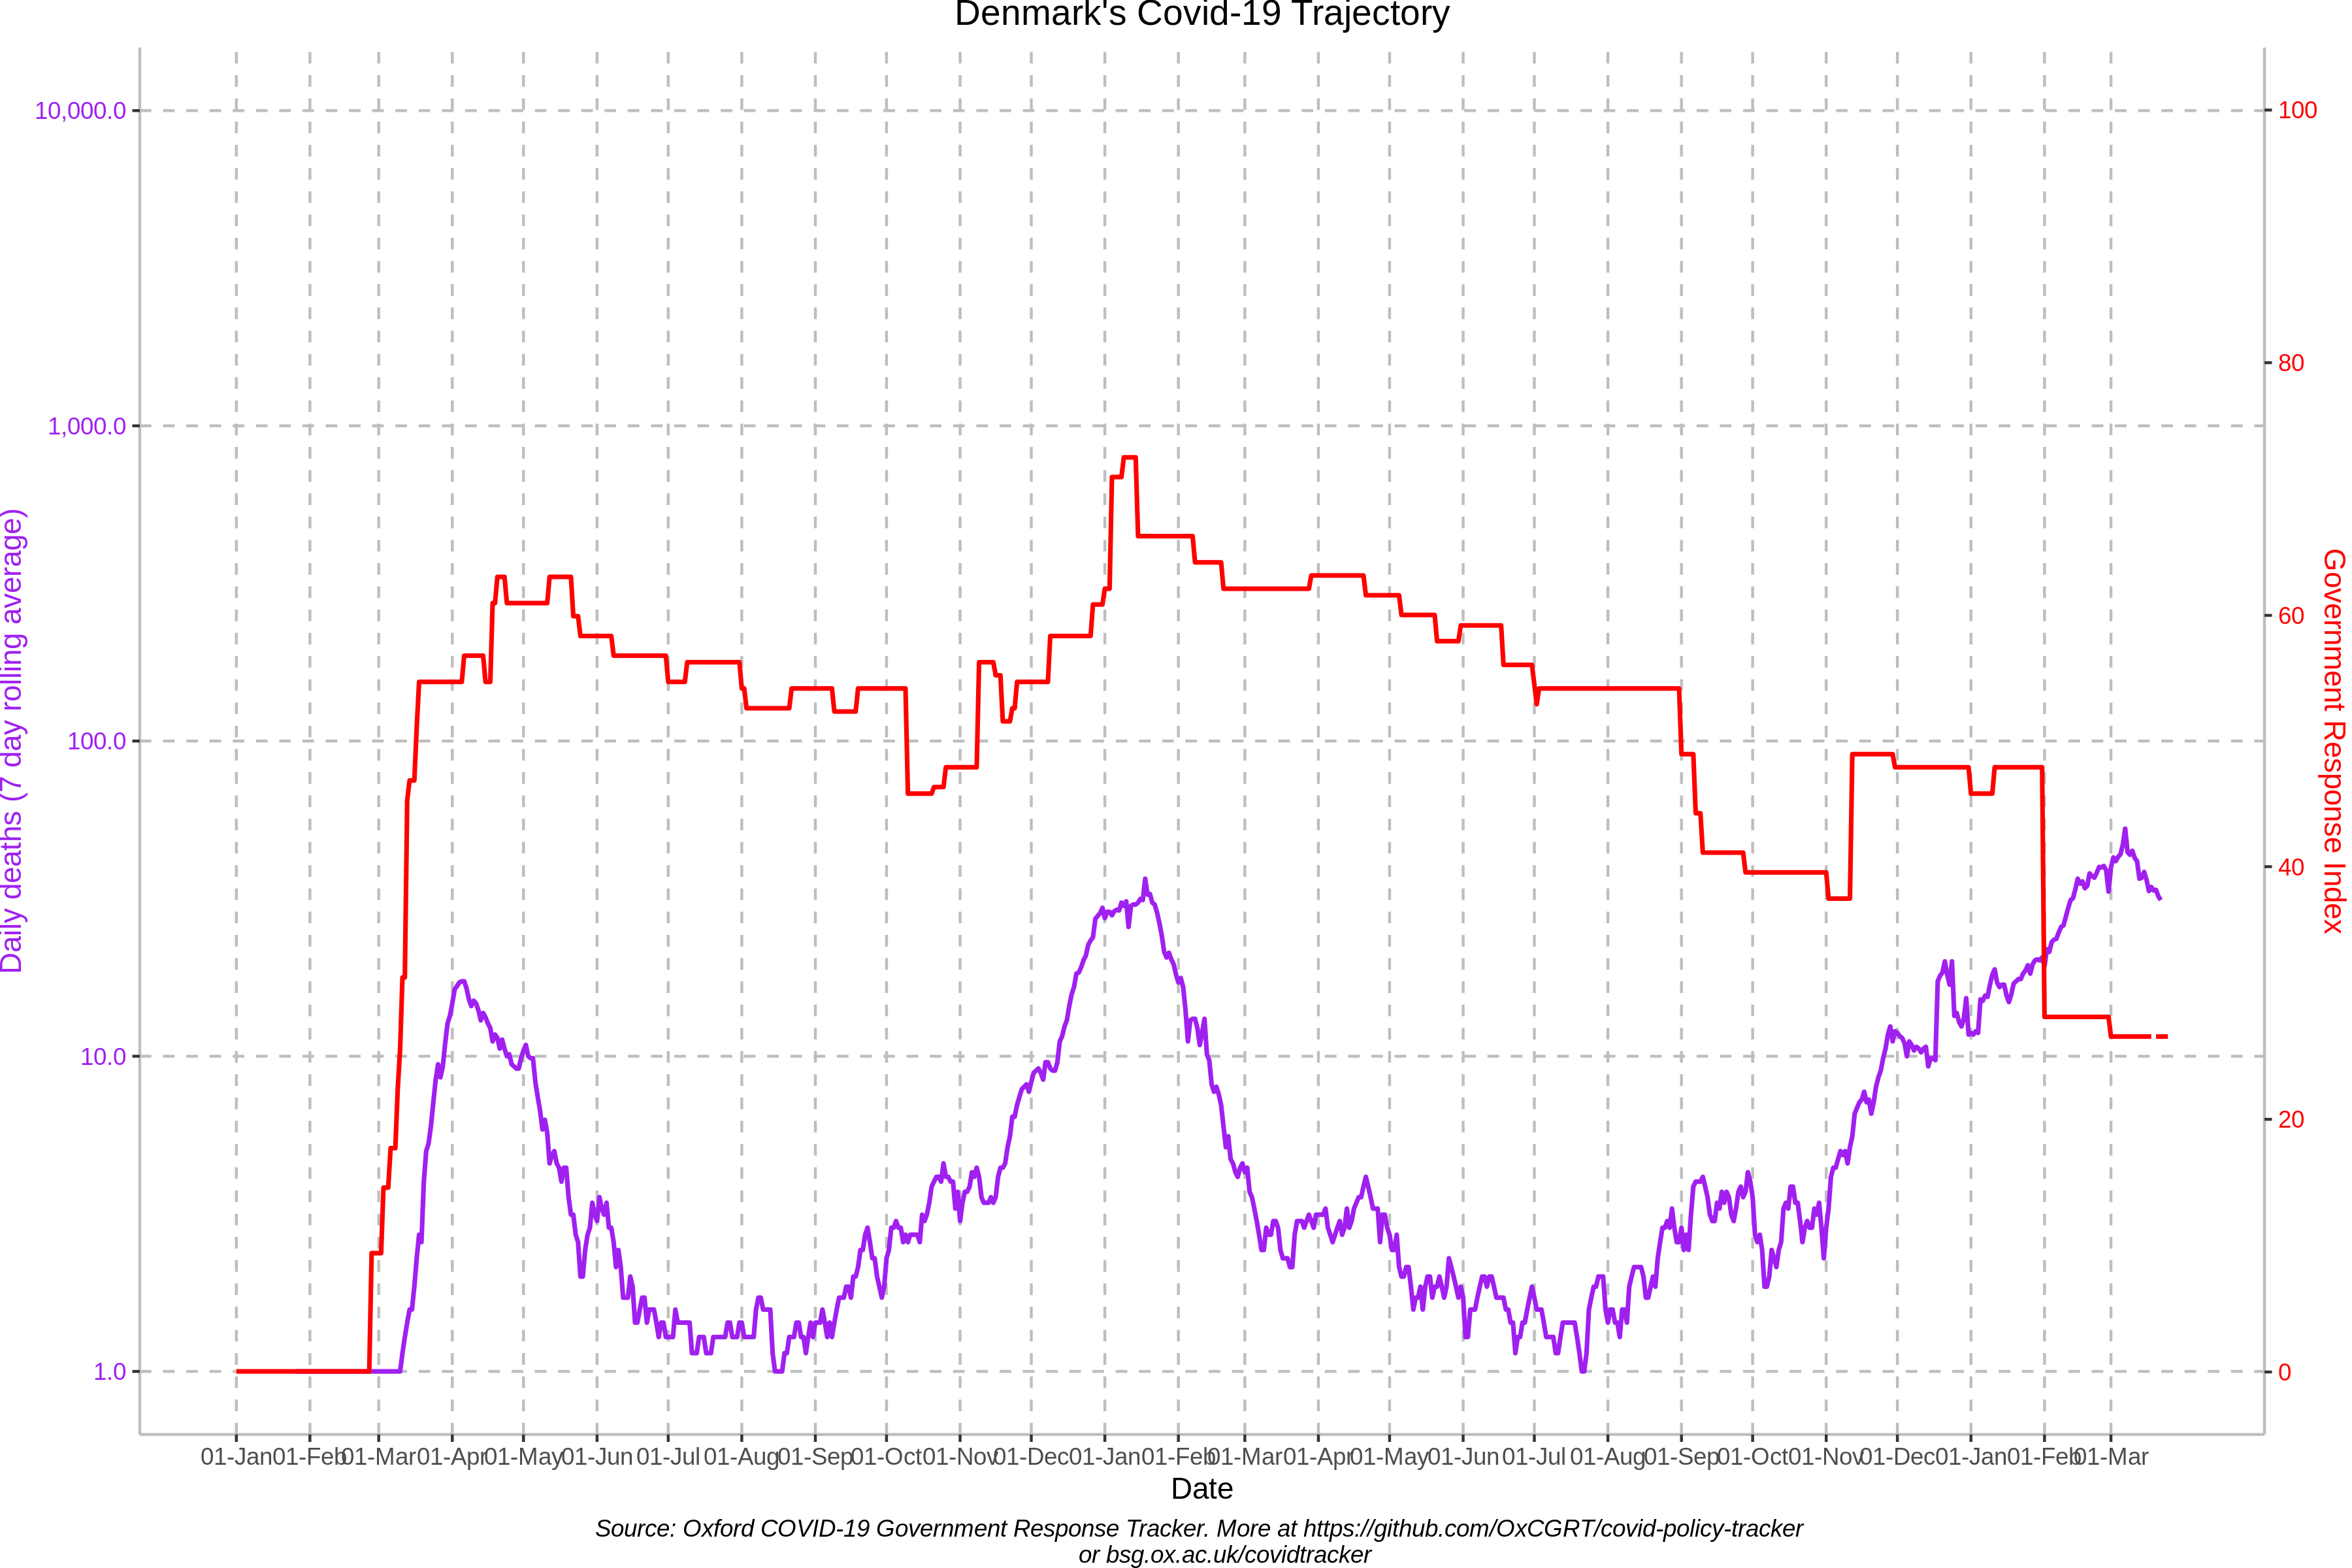 Denmark's Covid-19 Trajectory
Daily deaths (7 day rolling average)
10,000.0
1,000.0
100.0
10.0
1.0
100
80
60
40
20
0
Government Response Index
01-Jan 01-Feb 01-Mar 01-Apr 01-May 01-Jun 01-Jul 01-Aug 01-Sep 01-Oct 01-Nov 01-Dec 01-Jan 01-Feb 01-Mar 01-Apr 01-May 01-Jun 01-Jul 01-Aug 01-Sep 01-Oct 01-Nov 01-Dec 01-Jan 01-Feb 01-Mar
Date
Source: Oxford COVID-19 Government Response Tracker. More at https://github.com/OxCGRT/covid-policy-tracker
or bsg.ox.ac.uk/covidtracker